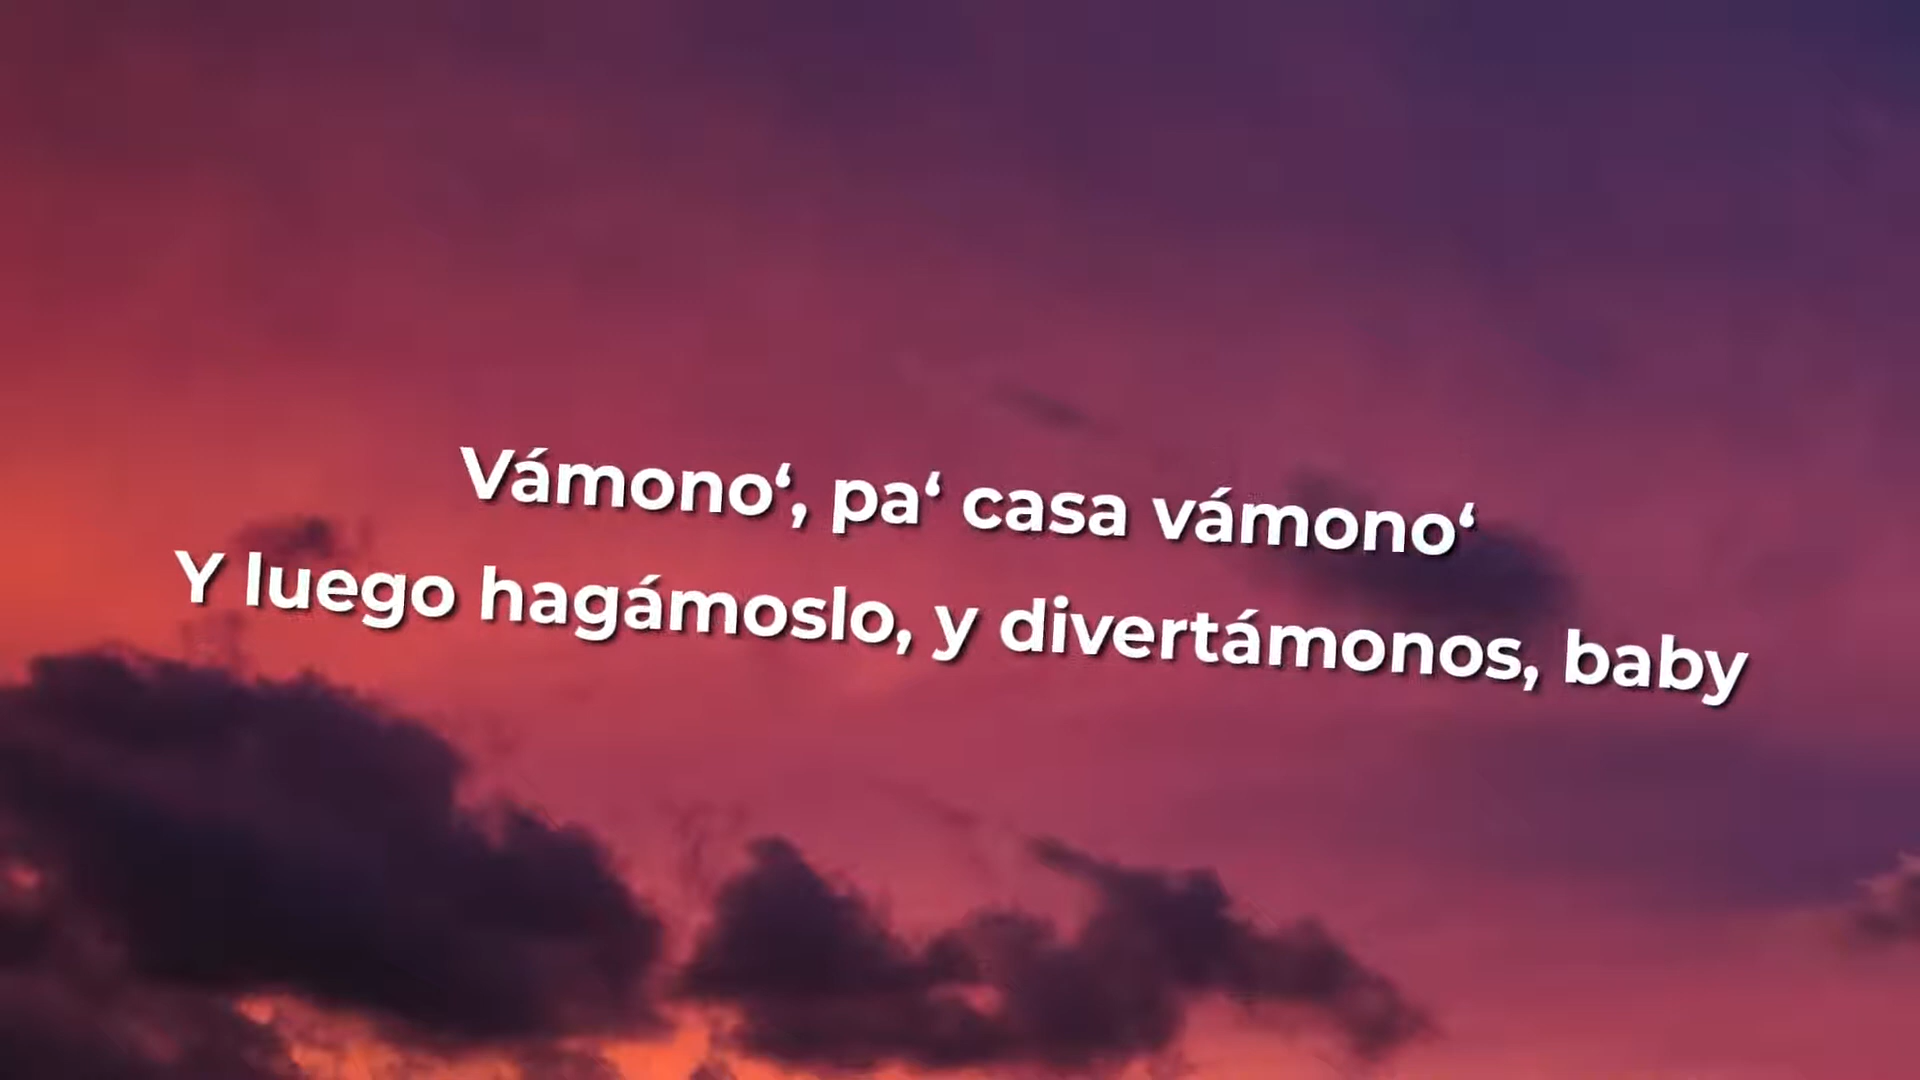 Vámono‘, pa‘ casa vámono‘
Y luego hagámoslo, y divertámonos, baby